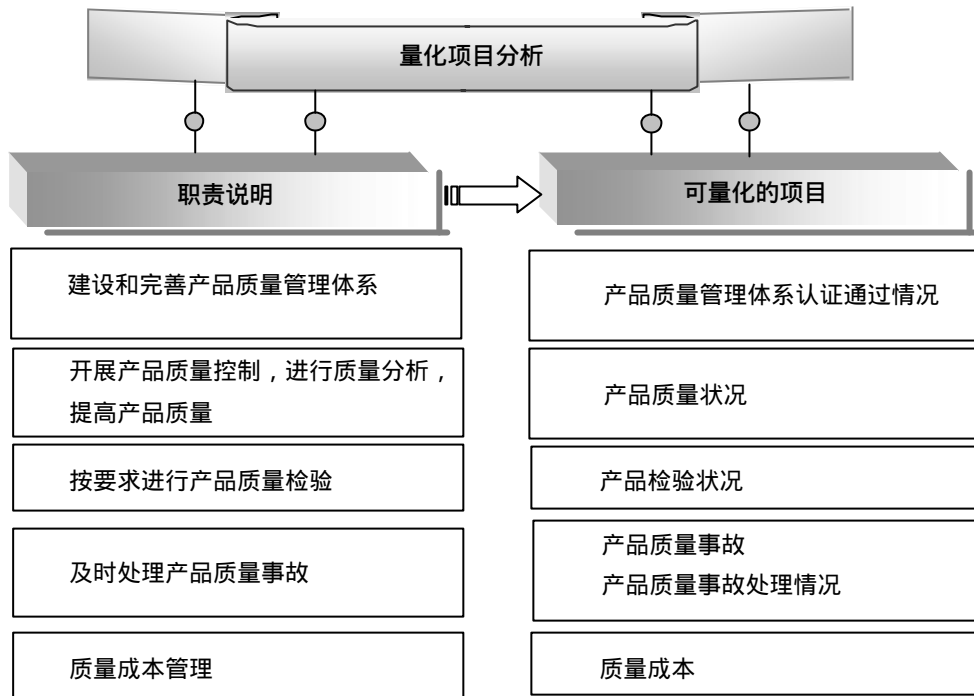 量化项目分析
职责说明
可量化的项目
建设和完善产品质量管理体系
产品质量管理体系认证通过情况
开展产品质量控制，进行质量分析，
提高产品质量
产品质量状况
按要求进行产品质量检验
产品检验状况
及时处理产品质量事故
产品质量事故
产品质量事故处理情况
质量成本管理
质量成本